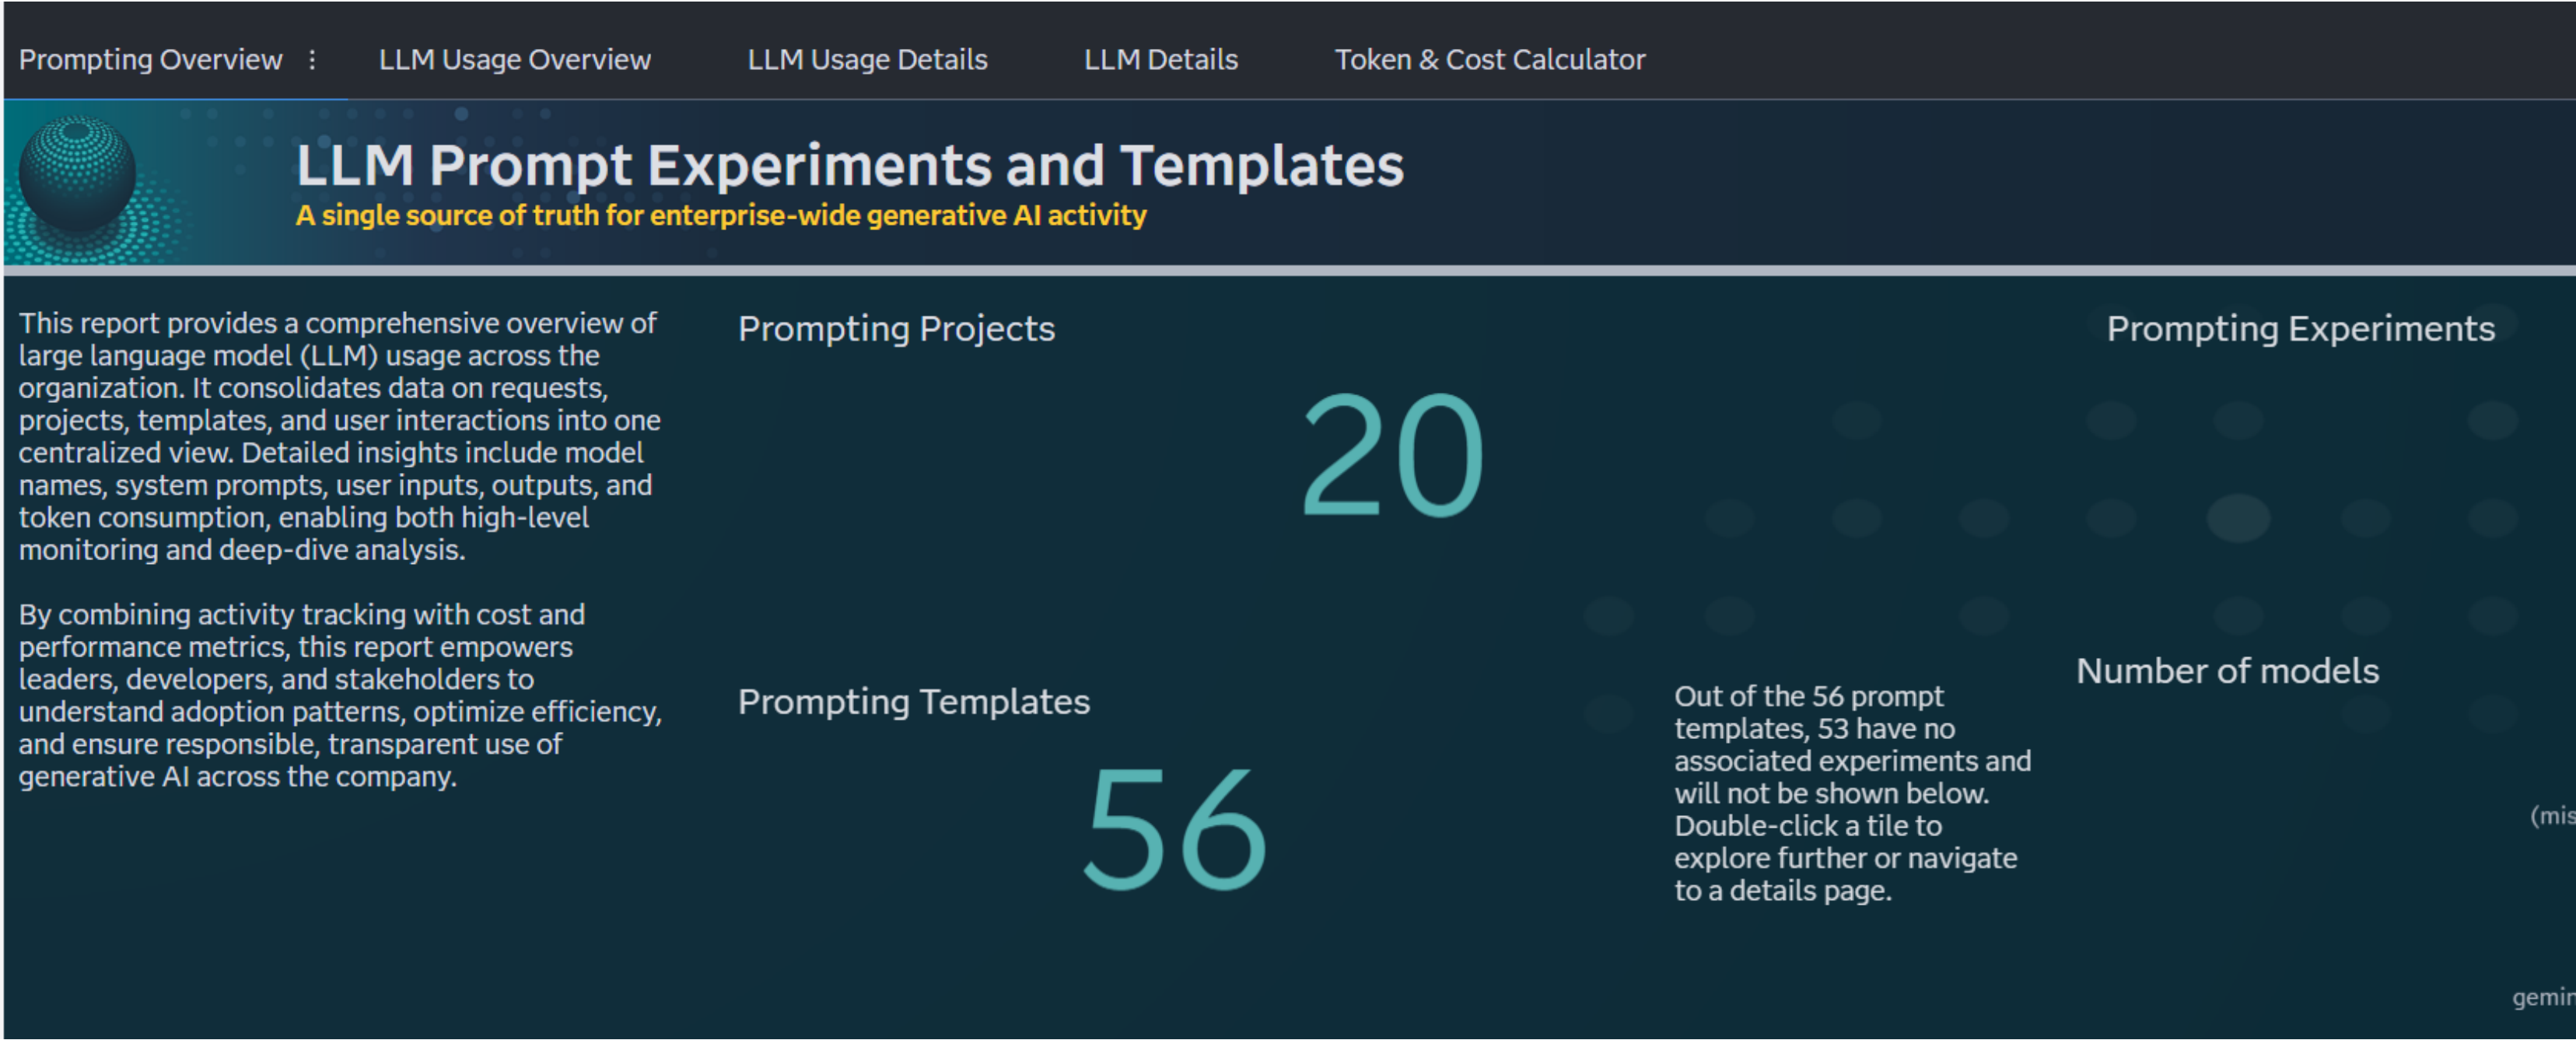 Prompting Overview
LLM Usage Overview
LLM Usage Details
LLM Details
Token & Cost Calculator
LLM Prompt Experiments and Templates
A single source of truth for enterprise-wide generative AI activity
This report provides a comprehensive overview of
large language model (LLM) usage across the
organization. It consolidates data on requests,
projects, templates, and user interactions into one
centralized view. Detailed insights include model
names, system prompts, user inputs, outputs, and
token consumption, enabling both high-level
monitoring and deep-dive analysis.
By combining activity tracking with cost and
performance metrics, this report empowers
leaders, developers, and stakeholders to
understand adoption patterns, optimize efficiency,
and ensure responsible, transparent use of
generative AI across the company.
Prompting Projects
20
Prompting Templates
56
Out of the 56 prompt
templates, 53 have no
associated experiments and
will not be shown below.
Double-click a tile to
explore further or navigate
to a details page.
Prompting Experiments
Number of models